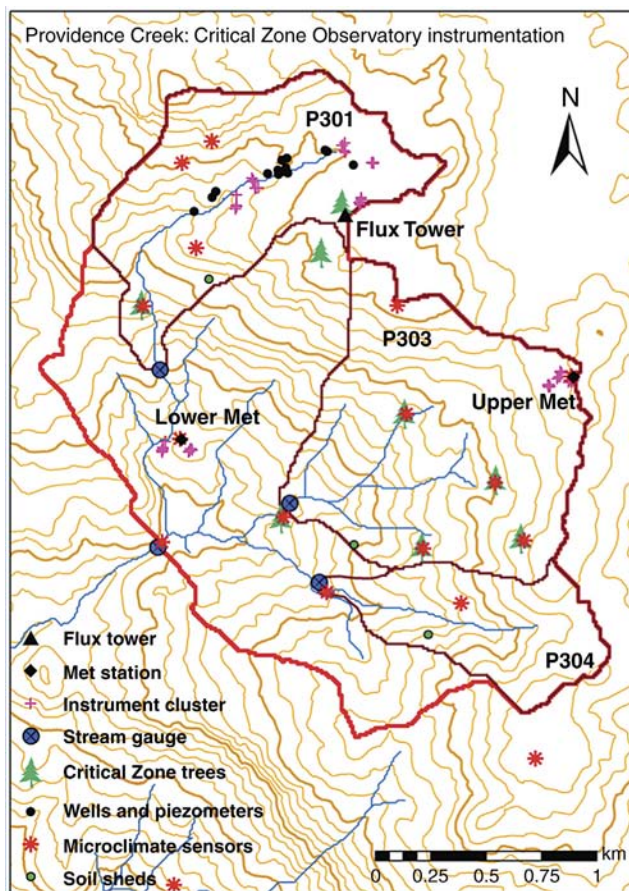 Providence Creek: Critical Zone Observatory instrumentation
P301
N
Flux Tower
P303
Lower Met
Upper Met
P304
Flux tower
Met station
Instrument cluster
Stream gauge
Critical Zone trees
Wells and piezometers
Microclimate sensors
Soil sheds
km
0 0.25 0.5 1